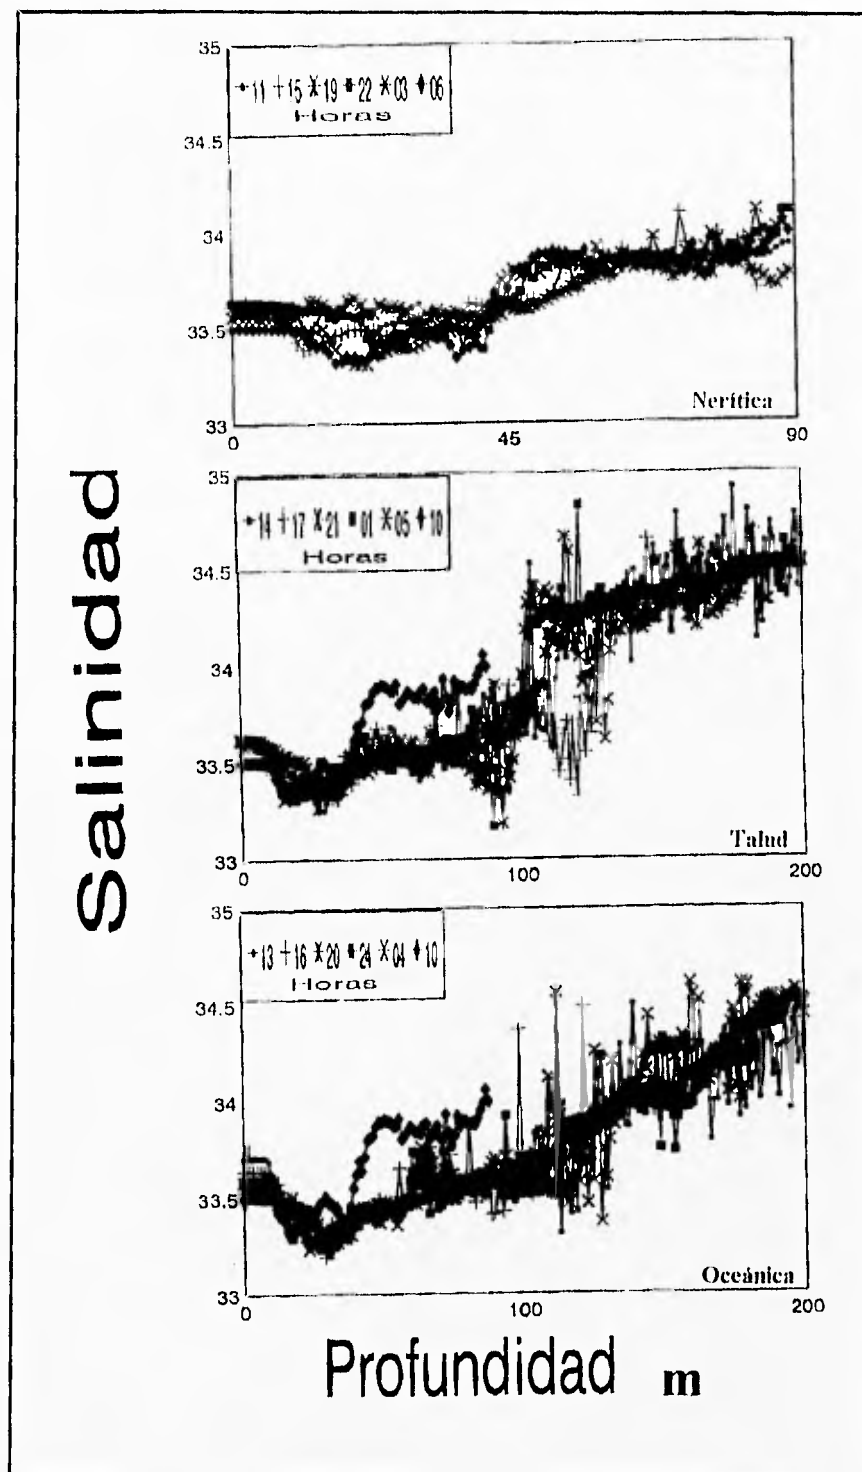 Salinidad
35
34.5
34
33.5
33
11 15 19 22 03 06
Horas
Nerítica
0 45 90
35
34.5
34
33.5
33
14 17 21 01 05 10
Horas
Talud
0 100 200
35
34.5
34
33.5
33
13 16 20 24 04 10
Horas
Oceánica
0 100 200
Profundidad m